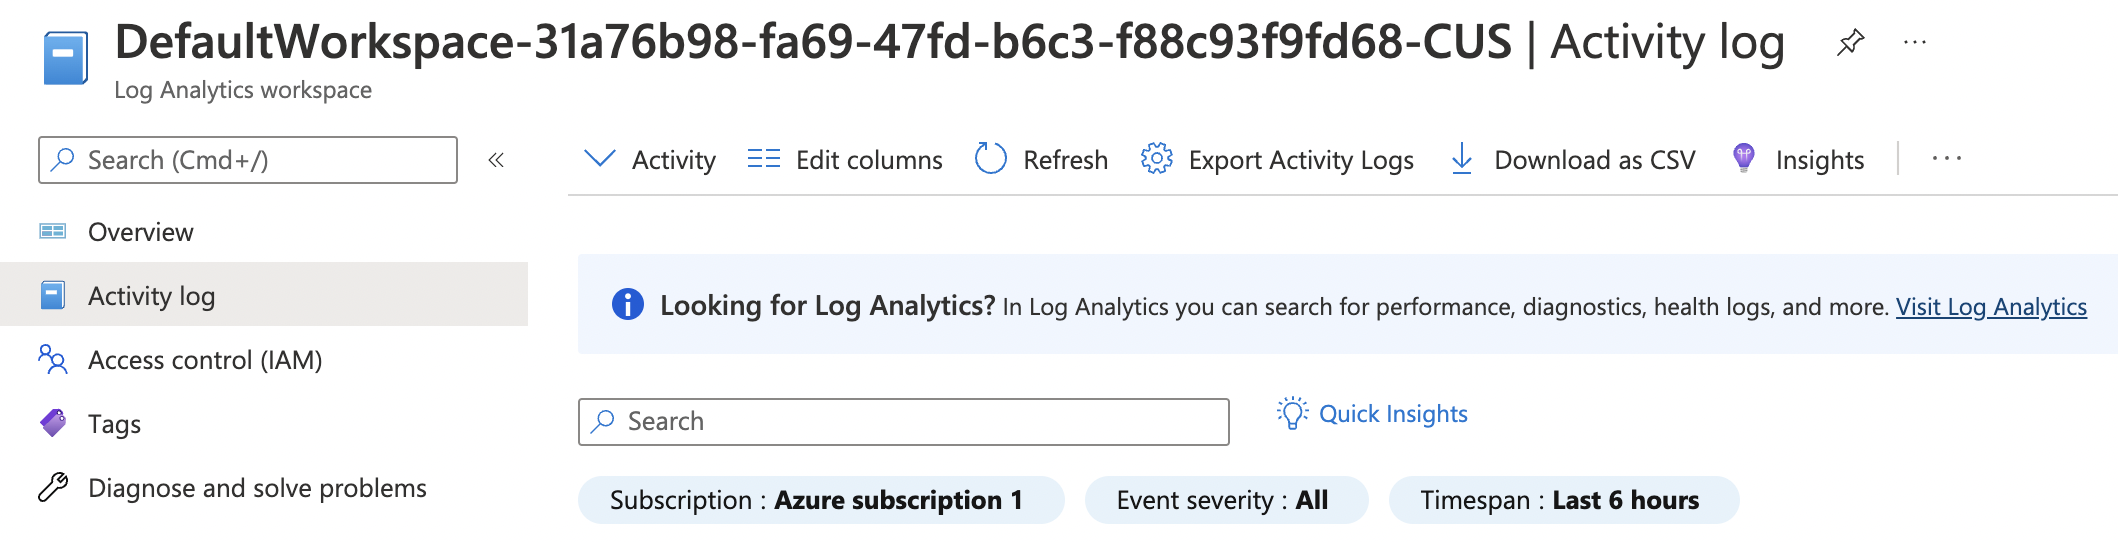 DefaultWorkspace-31a76b98-fa69-47fd-b6c3-f88c93f9fd68-CUS | Activity log
Log Analytics workspace
Search (Cmd+/)
Overview
Activity log
Access control (IAM)
Tags
Diagnose and solve problems
Activity Edit columns Refresh Export Activity Logs Download as CSV Insights
Looking for Log Analytics? In Log Analytics you can search for performance, diagnostics, health logs, and more. Visit Log Analytics
Search
Quick Insights
Subscription : Azure subscription 1 Event severity : All Timespan : Last 6 hours